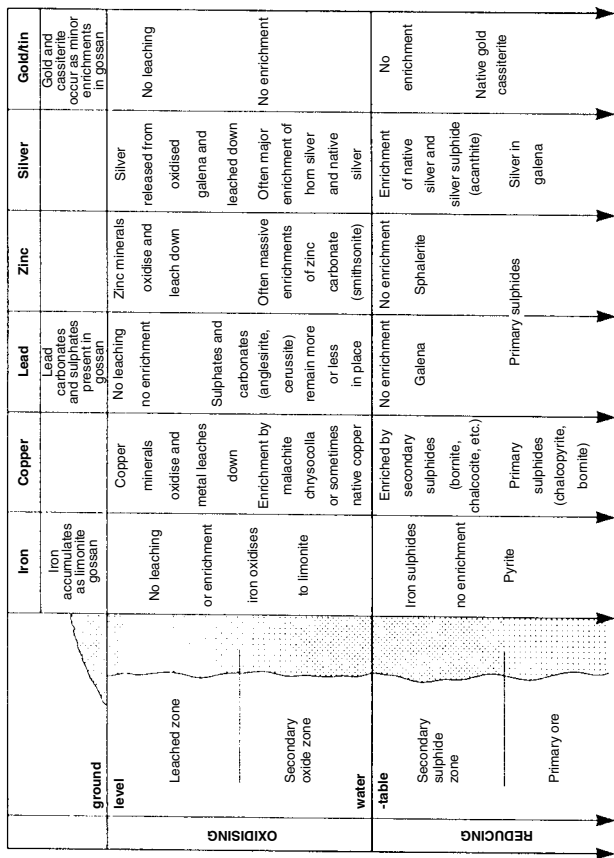 Iron
Copper
Lead
Zinc
Silver
Gold/tin
Iron
accumulates
as limonite
gossan
Lead
carbonates
and sulphates
present in
gossan
Gold and
cassiterite
occur as minor
enrichments
in gossan
ground
level
OXIDISING
Leached zone
Secondary
oxide zone
water
No leaching
or enrichment
iron oxidises
to limonite
Copper
minerals
oxidise and
metal leaches
down
Enrichment by
malachite
chrysocolla
or sometimes
native copper
No leaching
no enrichment
Sulphates and
carbonates
(anglesirite,
cerussite)
remain more
or less
in place
Zinc minerals
oxidise and
leach down
Often massive
enrichments
of zinc
carbonate
(smithsonite)
Silver
released from
oxidised
galena and
leached down
Often major
enrichment of
horn silver
and native
silver
No leaching
No enrichment
-table
REDUCING
Secondary
sulphide
zone
Primary ore
Iron sulphides
no enrichment
Pyrite
Enriched by
secondary
sulphides
(bornite,
chalcocite, etc.)
Primary
sulphides
(chalcopyrite,
bornite)
No enrichment
Galena
No enrichment
Sphalerite
Primary sulphides
Enrichment
of native
silver and
silver sulphide
(acanthite)
Silver in
galena
No
enrichment
Native gold
cassiterite